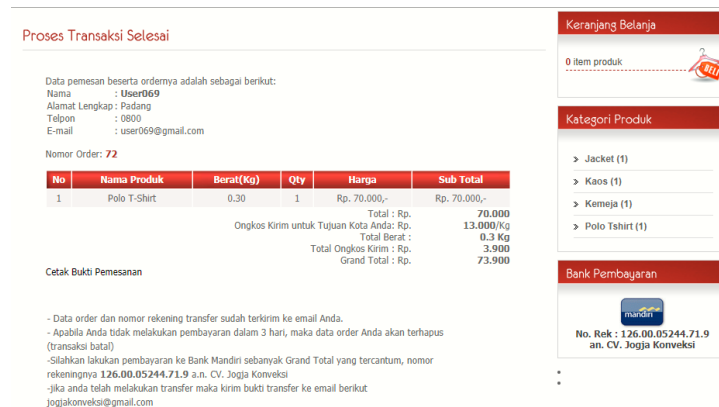 Proses Transaksi Selesai
Data pemesan beserta ordernya adalah sebagai berikut:
Nama : User069
Alamat Lengkap : Padang
Telpon : 0800
E-mail : user069@gmail.com
Nomor Order: 72
No Nama Produk Berat(Kg) Qty Harga Sub Total
1 Polo T-Shirt 0.30 1 Rp. 70.000,- Rp. 70.000,-
Total : Rp. 70.000
Ongkos Kirim untuk Tujuan Kota Anda: Rp. 13.000/Kg
Total Berat : 0.3 Kg
Total Ongkos Kirim : Rp. 3.900
Grand Total : Rp. 73.900
Cetak Bukti Pemesanan
- Data order dan nomor rekening transfer sudah terkirim ke email Anda.
- Apabila Anda tidak melakukan pembayaran dalam 3 hari, maka data order Anda akan terhapus
(transaksi batal)
-Silahkan lakukan pembayaran ke Bank Mandiri sebanyak Grand Total yang tercantum, nomor
rekeningnya 126.00.05244.71.9 a.n. CV. Jogja Konveksi
-jika anda telah melakukan transfer maka kirim bukti transfer ke email berikut
jogjakonveksi@gmail.com
Keranjang Belanja
0 item produk
Kategori Produk
> Jacket (1)
> Kaos (1)
> Kemeja (1)
> Polo Tshirt (1)
Bank Pembayaran
mandiri
No. Rek : 126.00.05244.71.9
an. CV. Jogja Konveksi